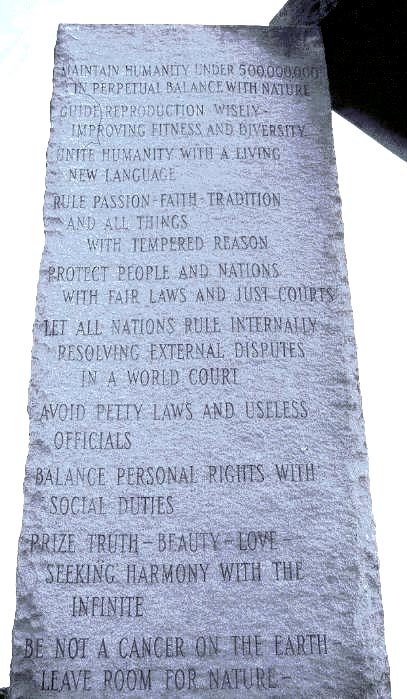 MAINTAIN HUMANITY UNDER 500,000,000
IN PERPETUAL BALANCE WITH NATURE
GUIDE REPRODUCTION WISELY-
IMPROVING FITNESS AND DIVERSITY
UNITE HUMANITY WITH A LIVING
NEW LANGUAGE
RULE PASSION-FAITH-TRADITION
AND ALL THINGS
WITH TEMPERED REASON
PROTECT PEOPLE AND NATIONS
WITH FAIR LAWS AND JUST COURTS
LET ALL NATIONS RULE INTERNALLY
RESOLVING EXTERNAL DISPUTES
IN A WORLD COURT
AVOID PETTY LAWS AND USELESS
OFFICIALS
BALANCE PERSONAL RIGHTS WITH
SOCIAL DUTIES
PRIZE TRUTH-BEAUTY-LOVE-
SEEKING HARMONY WITH THE
INFINITE
BE NOT A CANCER ON THE EARTH-
LEAVE ROOM FOR NATURE-